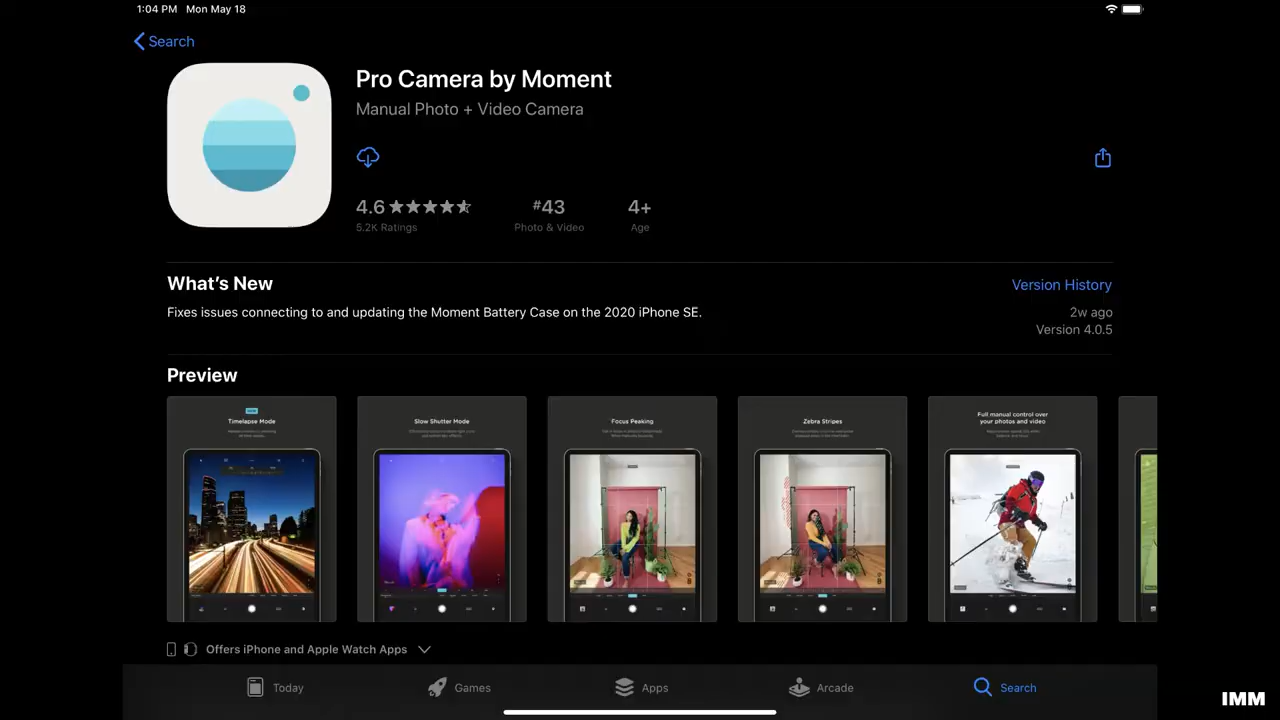 1:04 PM Mon May 18
Search
Pro Camera by Moment
Manual Photo + Video Camera
4.6
#43
4+
5.2K Ratings
Photo & Video
Age
What's New
Version History
Fixes issues connecting to and updating the Moment Battery Case on the 2020 iPhone SE.
2w ago
Version 4.0.5
Preview
Timelapse Mode
Slow Shutter Mode
Focus Peaking
Zebra Stripes
Full manual control over
your photos and video
Offers iPhone and Apple Watch Apps
Today
Games
Apps
Arcade
Search
IMM